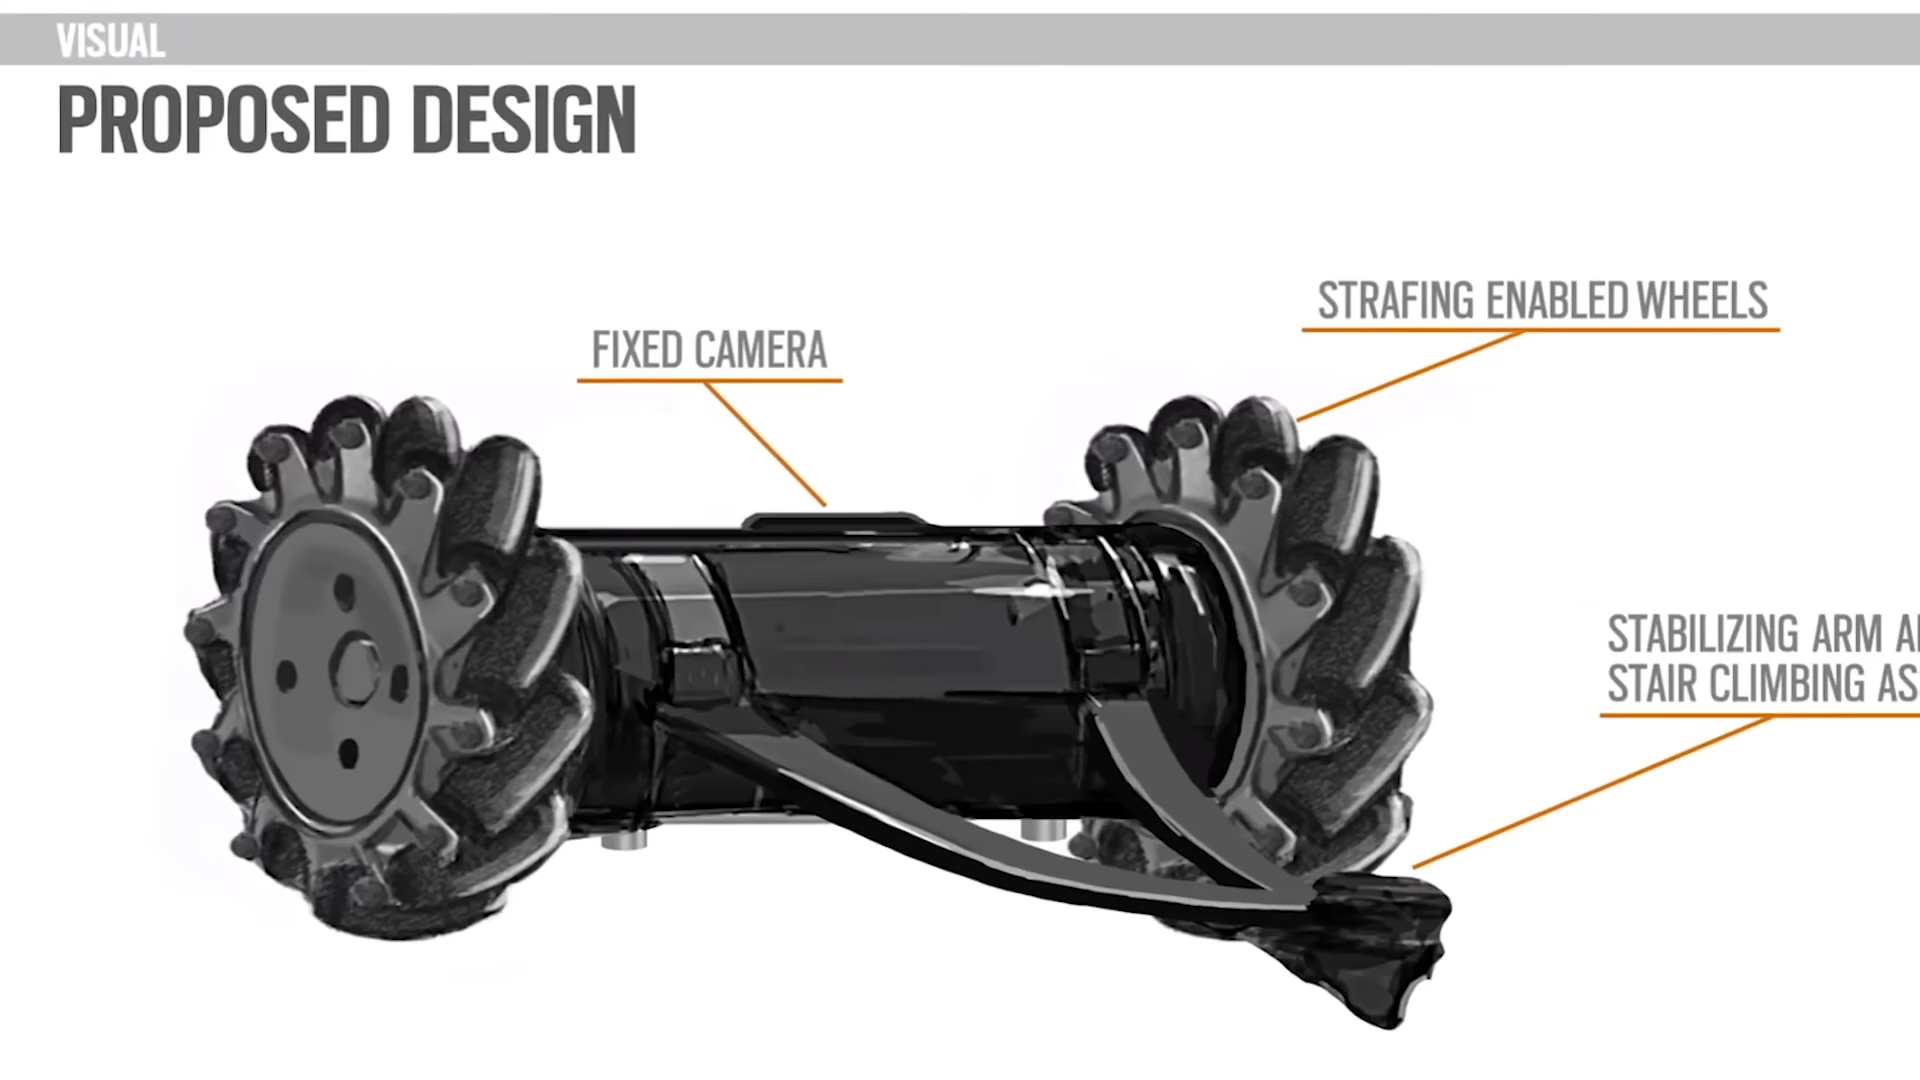 VISUAL
PROPOSED DESIGN
STRAFING ENABLED WHEELS
FIXED CAMERA
STABILIZING ARM
STAIR CLIMBING